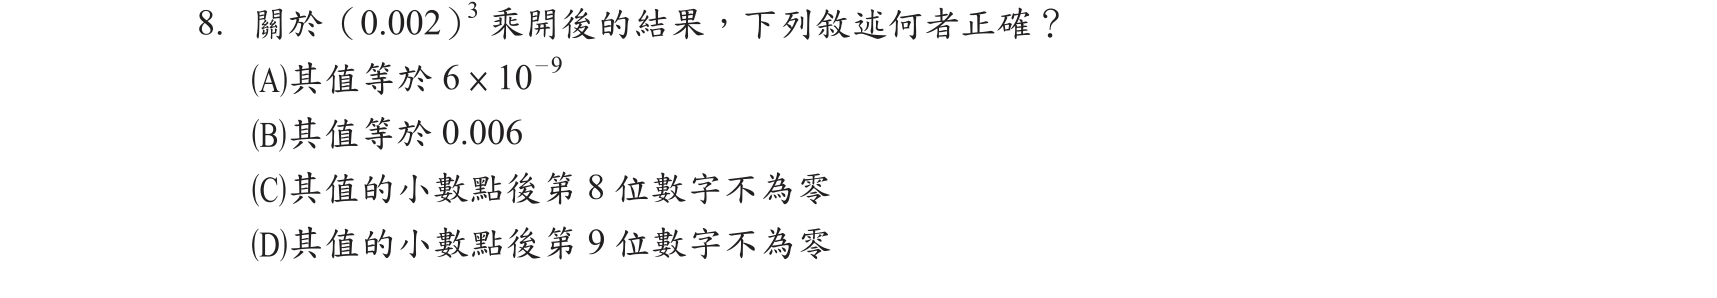 8. 關於（0.002）³ 乘開後的結果，下列敘述何者正確？
(A)其值等於 6 × 10⁻⁹
(B)其值等於 0.006
(C)其值的小數點後第 8 位數字不為零
(D)其值的小數點後第 9 位數字不為零